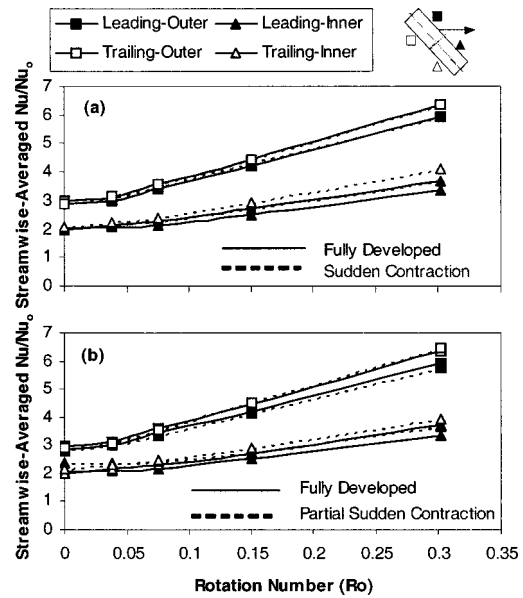 Leading-Outer
Leading-Inner
Trailing-Outer
Trailing-Inner
Streamwise-Averaged Nu/Nuo
7
6
5
4
3
2
1
0
(a)
Fully Developed
Sudden Contraction
Streamwise-Averaged Nu/Nuo
7
6
5
4
3
2
1
0
(b)
Fully Developed
Partial Sudden Contraction
0 0.05 0.1 0.15 0.2 0.25 0.3 0.35
Rotation Number (Ro)